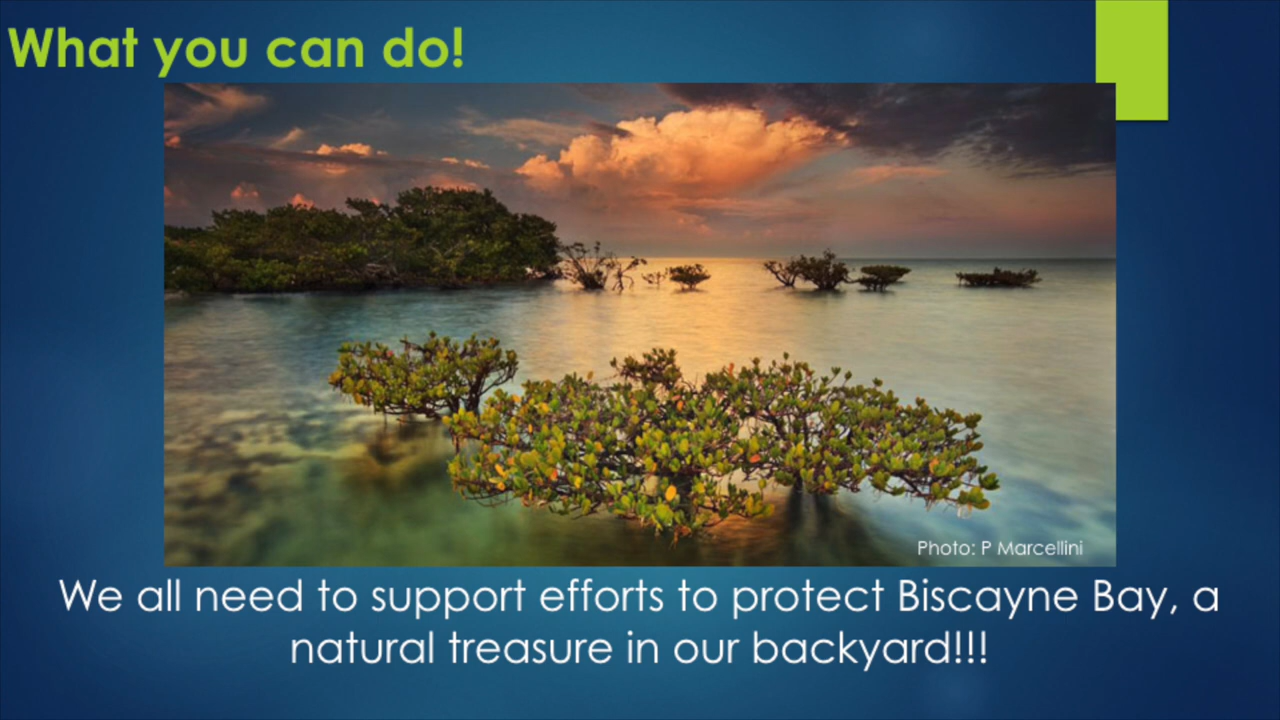 What you can do!
Photo: P Marcellini
We all need to support efforts to protect Biscayne Bay, a
natural treasure in our backyard!!!